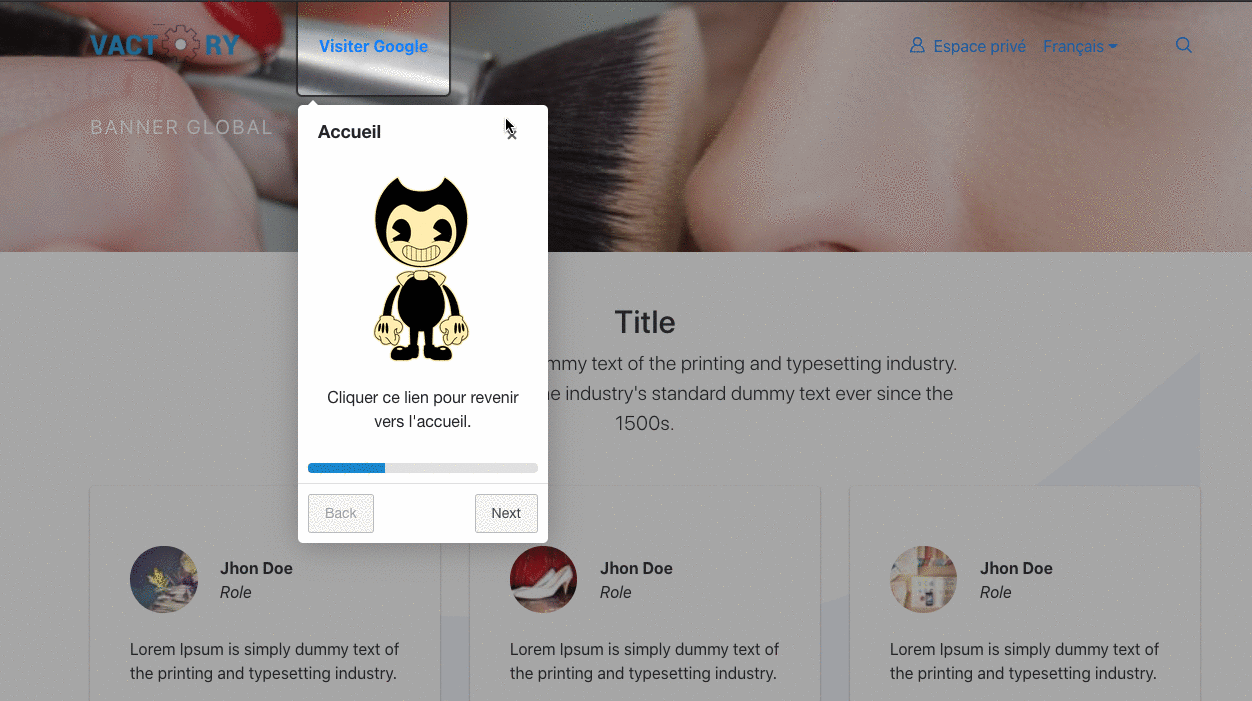 VACTORY
Visiter Google
Espace privé
Français
BANNER GLOBAL
Accueil
×
Cliquer ce lien pour revenir
vers l'accueil.
Back
Next
Title
mmy text of the printing and typesetting industry.
e industry's standard dummy text ever since the
1500s.
Jhon Doe
Role
Lorem Ipsum is simply dummy text of
the printing and typesetting industry.
Jhon Doe
Role
Lorem Ipsum is simply dummy text of
the printing and typesetting industry.
Jhon Doe
Role
Lorem Ipsum is simply dummy text of
the printing and typesetting industry.